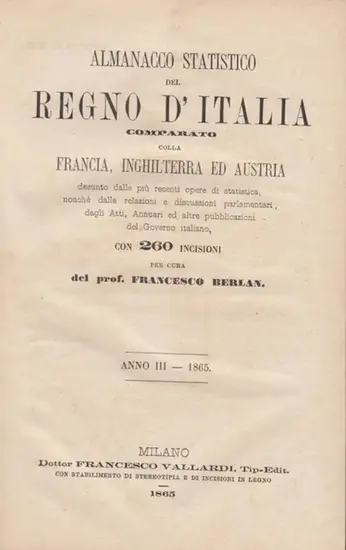 ALMANACCO STATISTICO
DEL
REGNO D'ITALIA
COMPARATO
COLLA
FRANCIA, INGHILTERRA ED AUSTRIA
desunto dalle più recenti opere di statistica,
nonchè dalle relazioni e discussioni parlamentari,
dagli Atti, Annuari ed altre pubblicazioni
del Governo italiano,
CON 260 INCISIONI
PER CURA
del prof. FRANCESCO BERLAN.
ANNO III — 1865.
MILANO
Dottor FRANCESCO VALLARDI, Tip-Edit.
CON STABILIMENTO DI STEREOTIPIA E DI INCISIONI IN LEGNO
1865